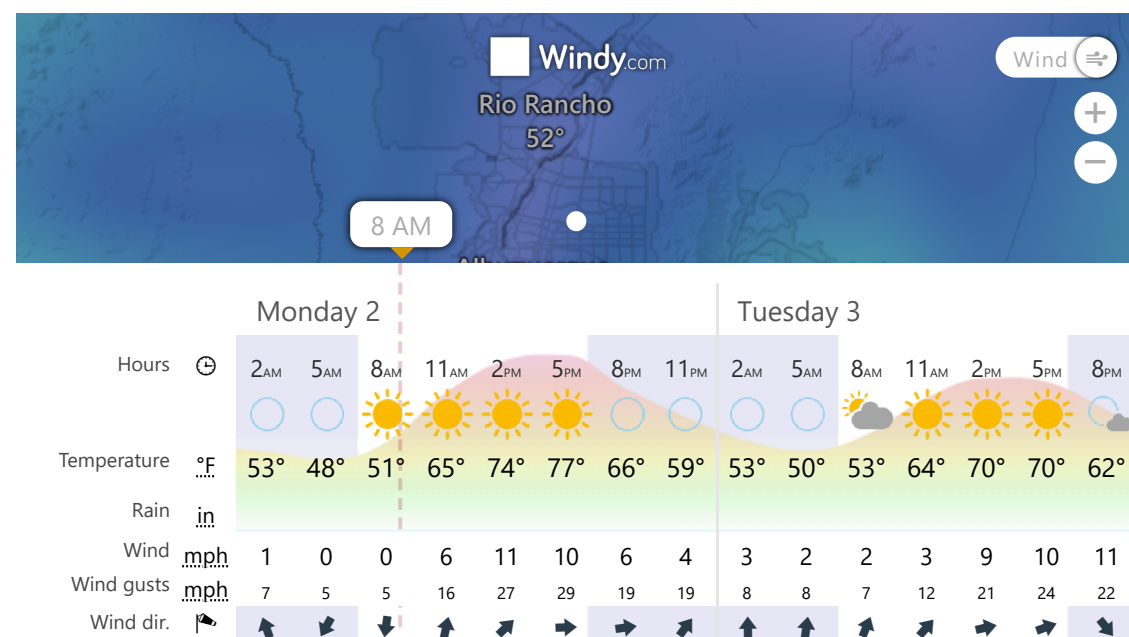 Windy.com
Wind
Rio Rancho
52°
8 AM
Monday 2 Tuesday 3
Hours 2AM 5AM 8AM 11AM 2PM 5PM 8PM 11PM 2AM 5AM 8AM 11AM 2PM 5PM 8PM
Temperature °F 53° 48° 51° 65° 74° 77° 66° 59° 53° 50° 53° 64° 70° 70° 62°
Rain in
Wind mph 1 0 0 6 11 10 6 4 3 2 2 3 9 10 11
Wind gusts mph 7 5 5 16 27 29 19 19 8 8 7 12 21 24 22
Wind dir.